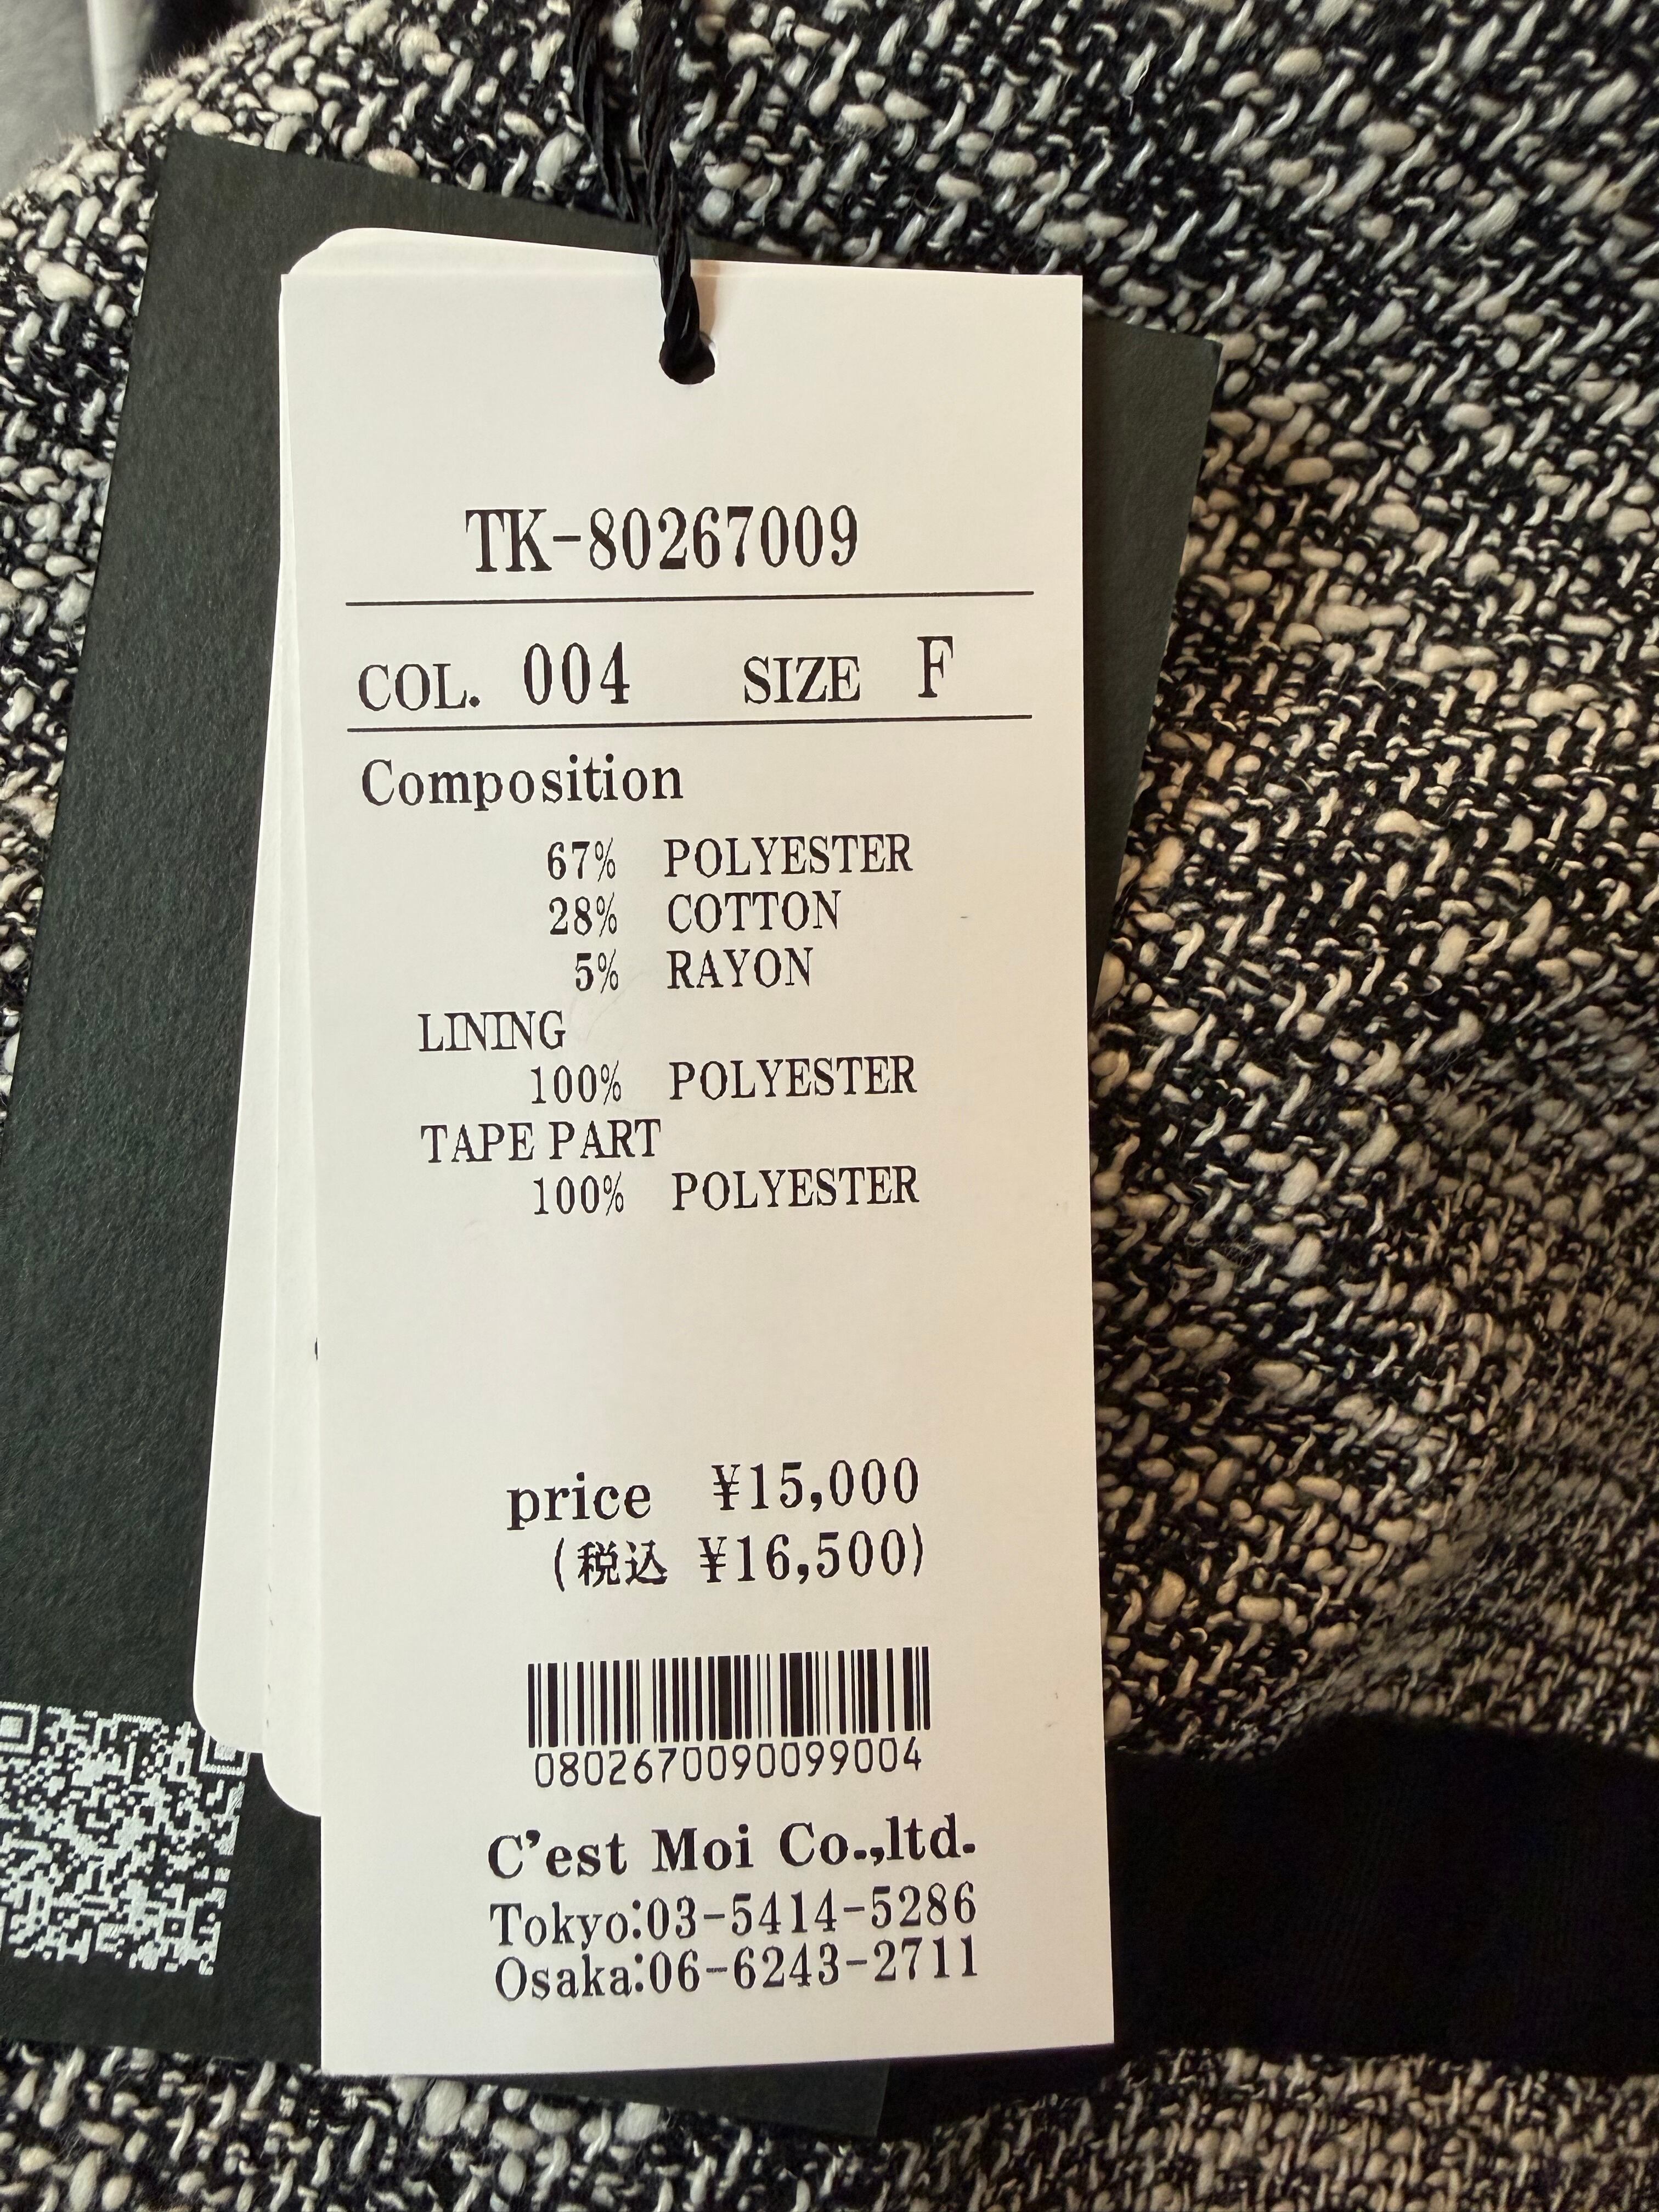 TK-80267009
COL. 004 SIZE F
Composition
67% POLYESTER
28% COTTON
5% RAYON
LINING
100% POLYESTER
TAPE PART
100% POLYESTER
price ¥15,000
(税込 ¥16,500)
0802670090099004
C'est Moi Co.,ltd.
Tokyo:03-5414-5286
Osaka:06-6243-2711